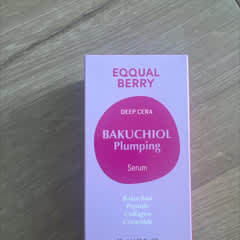 EQQUAL
BERRY
DEEP CERA
BAKUCHIOL
Plumping
Serum
Bakuchiol
Peptide
Collagen
Ceramide